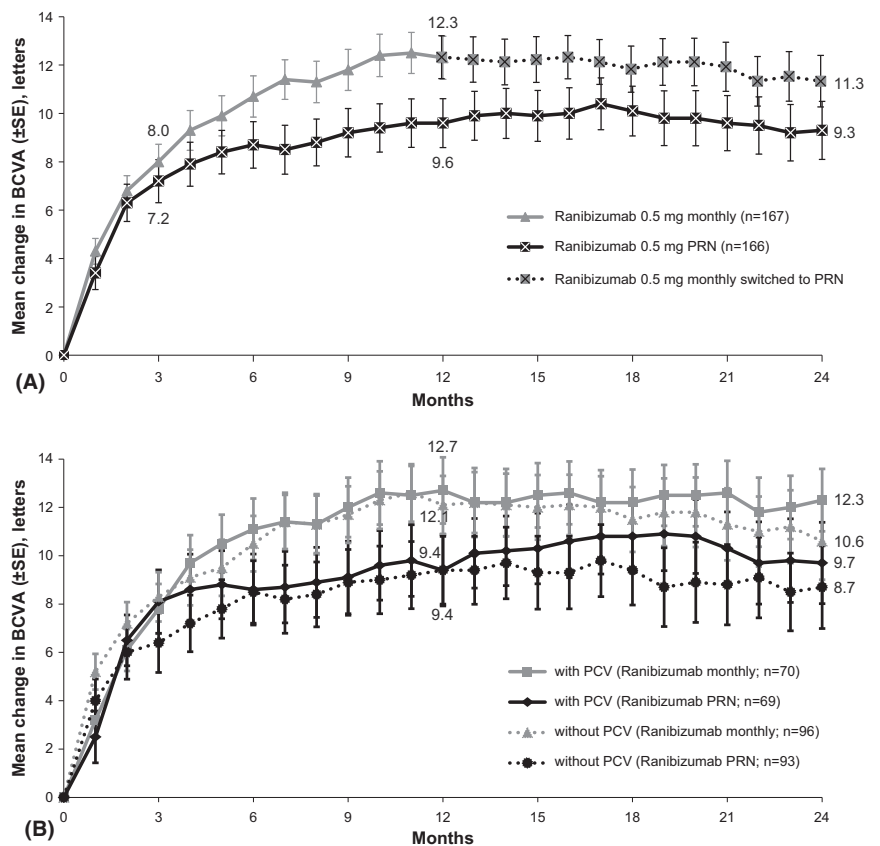 14
12.3
12
11.3
10
8.0
9.3
8
9.6
7.2
6
Ranibizumab 0.5 mg monthly (n=167)
4
Ranibizumab 0.5 mg PRN (n=166)
2
Ranibizumab 0.5 mg monthly switched to PRN
0
Mean change in BCVA (±SE), letters
(A)
0 3 6 9 12 15 18 21 24
Months
14
12.7
12
12.3
12.1
10
10.6
9.4
9.7
8
8.7
9.4
6
with PCV (Ranibizumab monthly; n=70)
4
with PCV (Ranibizumab PRN; n=69)
without PCV (Ranibizumab monthly; n=96)
2
without PCV (Ranibizumab PRN; n=93)
0
Mean change in BCVA (±SE), letters
(B)
0 3 6 9 12 15 18 21 24
Months